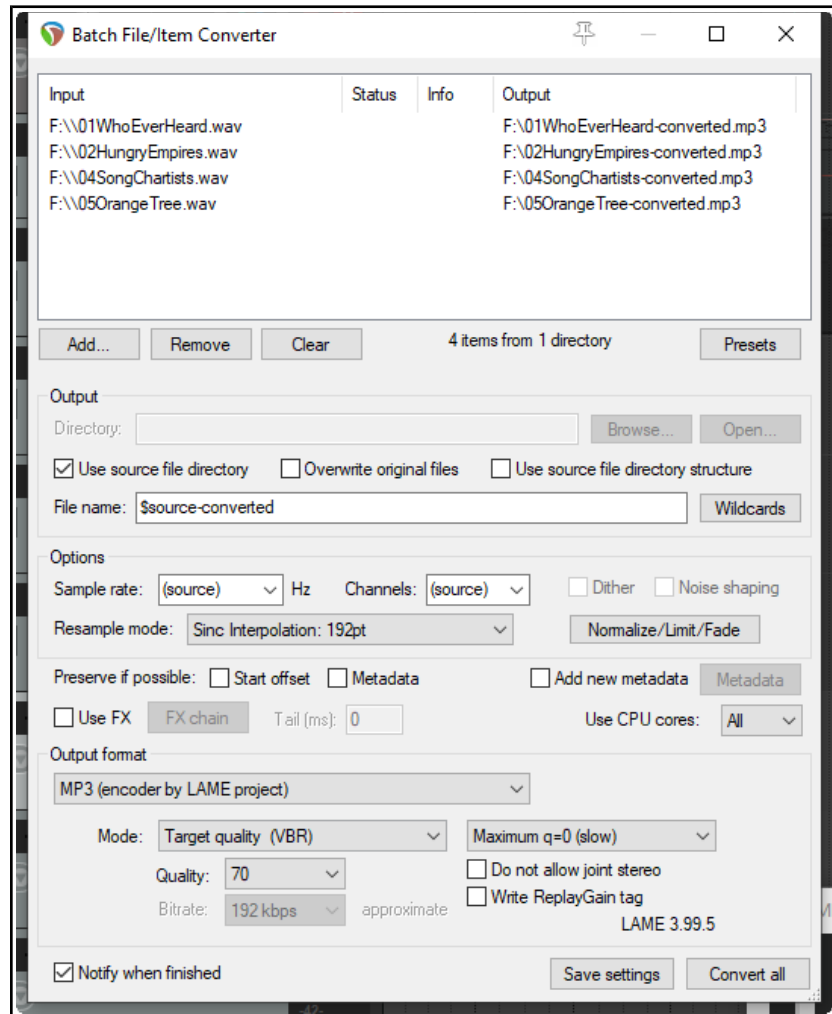 Batch File/Item Converter
Input Status Info Output
F:\\01WhoEverHeard.wav F:\01WhoEverHeard-converted.mp3
F:\\02HungryEmpires.wav F:\02HungryEmpires-converted.mp3
F:\\04SongChartists.wav F:\04SongChartists-converted.mp3
F:\\05OrangeTree.wav F:\05OrangeTree-converted.mp3
Add... Remove Clear 4 items from 1 directory Presets
Output
Directory: Browse... Open...
Use source file directory Overwrite original files Use source file directory structure
File name: $source-converted Wildcards
Options
Sample rate: (source) Hz Channels: (source) Dither Noise shaping
Resample mode: Sinc Interpolation: 192pt Normalize/Limit/Fade
Preserve if possible: Start offset Metadata Add new metadata Metadata
Use FX FX chain Tail (ms): 0 Use CPU cores: All
Output format
MP3 (encoder by LAME project)
Mode: Target quality (VBR) Maximum q=0 (slow)
Quality: 70 Do not allow joint stereo
Bitrate: 192 kbps approximate Write ReplayGain tag
LAME 3.99.5
Notify when finished Save settings Convert all